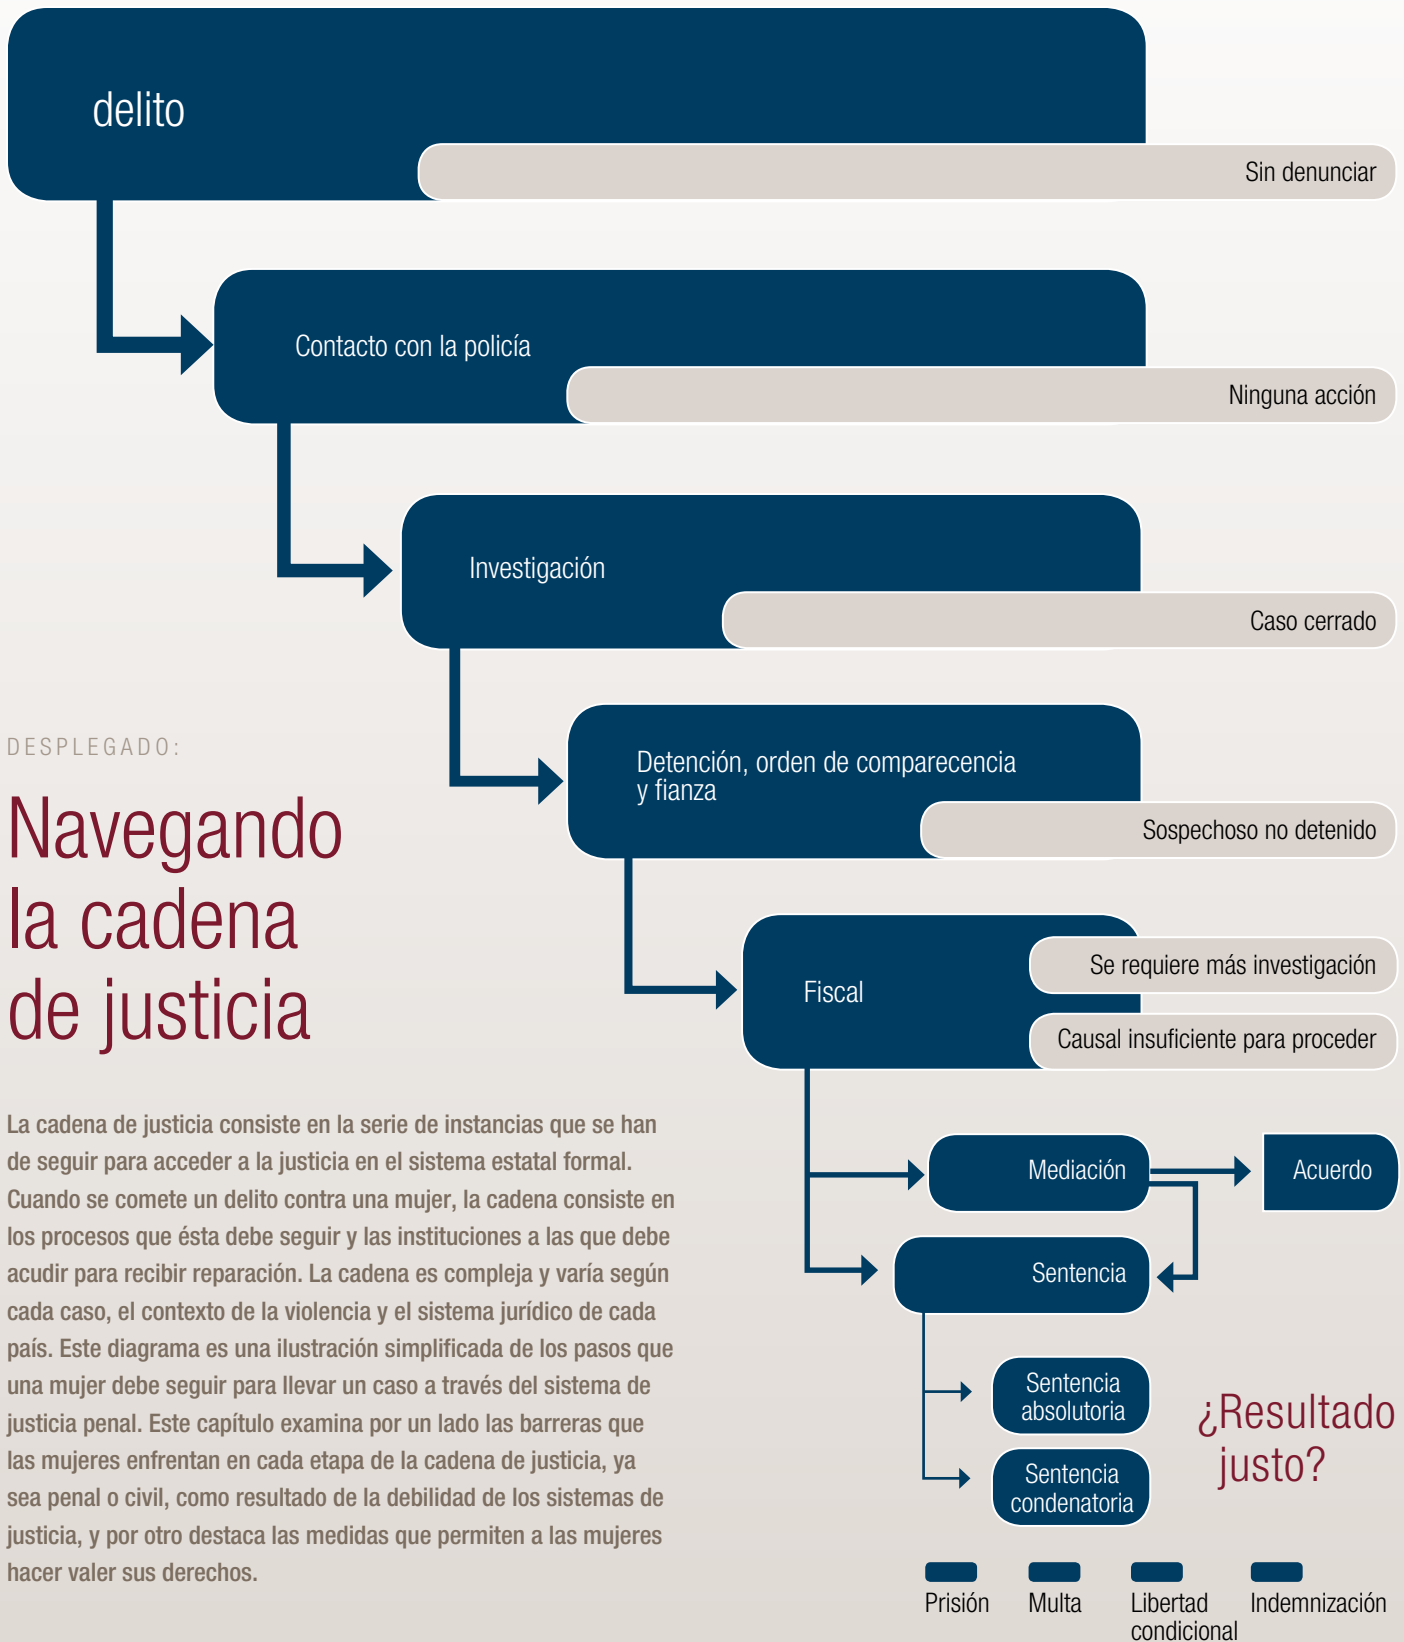 delito
Sin denunciar
Contacto con la policía
Ninguna acción
Investigación
Caso cerrado
Detención, orden de comparecencia
y fianza
Sospechoso no detenido
Fiscal
Se requiere más investigación
Causal insuficiente para proceder
Mediación
Acuerdo
Sentencia
Sentencia
absolutoria
Sentencia
condenatoria
¿Resultado
justo?
Prisión
Multa
Libertad
condicional
Indemnización
DESPLEGADO:
Navegando
la cadena
de justicia
La cadena de justicia consiste en la serie de instancias que se han
de seguir para acceder a la justicia en el sistema estatal formal.
Cuando se comete un delito contra una mujer, la cadena consiste en
los procesos que ésta debe seguir y las instituciones a las que debe
acudir para recibir reparación. La cadena es compleja y varía según
cada caso, el contexto de la violencia y el sistema jurídico de cada
país. Este diagrama es una ilustración simplificada de los pasos que
una mujer debe seguir para llevar un caso a través del sistema de
justicia penal. Este capítulo examina por un lado las barreras que
las mujeres enfrentan en cada etapa de la cadena de justicia, ya
sea penal o civil, como resultado de la debilidad de los sistemas de
justicia, y por otro destaca las medidas que permiten a las mujeres
hacer valer sus derechos.